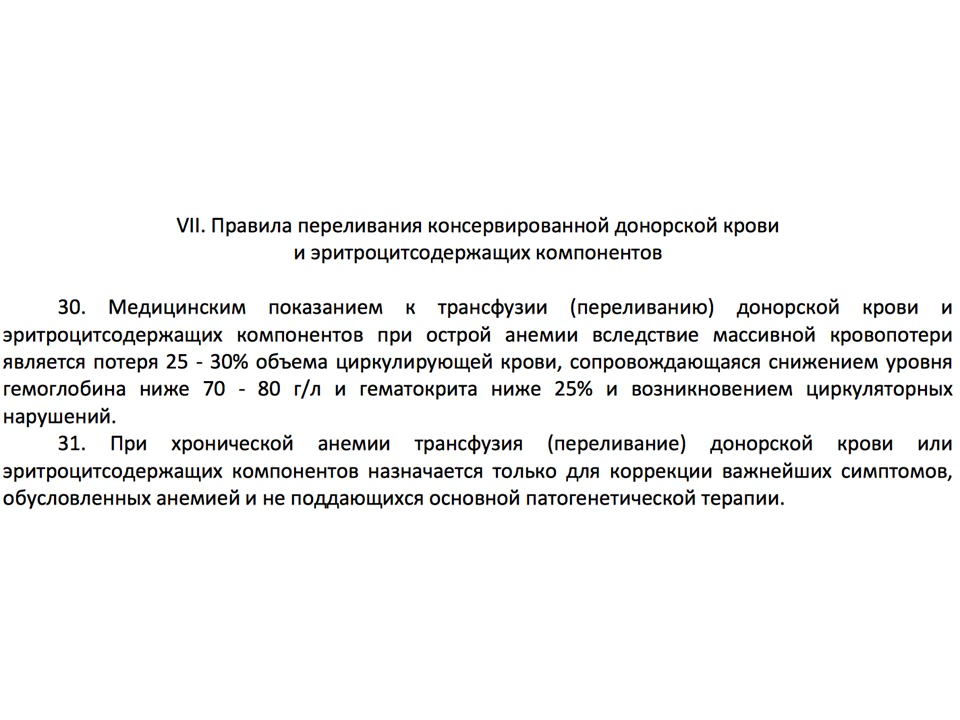 VII. Правила переливания консервированной донорской крови
и эритроцитсодержащих компонентов
30. Медицинским показанием к трансфузии (переливанию) донорской крови и
эритроцитсодержащих компонентов при острой анемии вследствие массивной кровопотери
является потеря 25 - 30% объема циркулирующей крови, сопровождающаяся снижением уровня
гемоглобина ниже 70 - 80 г/л и гематокрита ниже 25% и возникновением циркуляторных
нарушений.
31. При хронической анемии трансфузия (переливание) донорской крови или
эритроцитсодержащих компонентов назначается только для коррекции важнейших симптомов,
обусловленных анемией и не поддающихся основной патогенетической терапии.